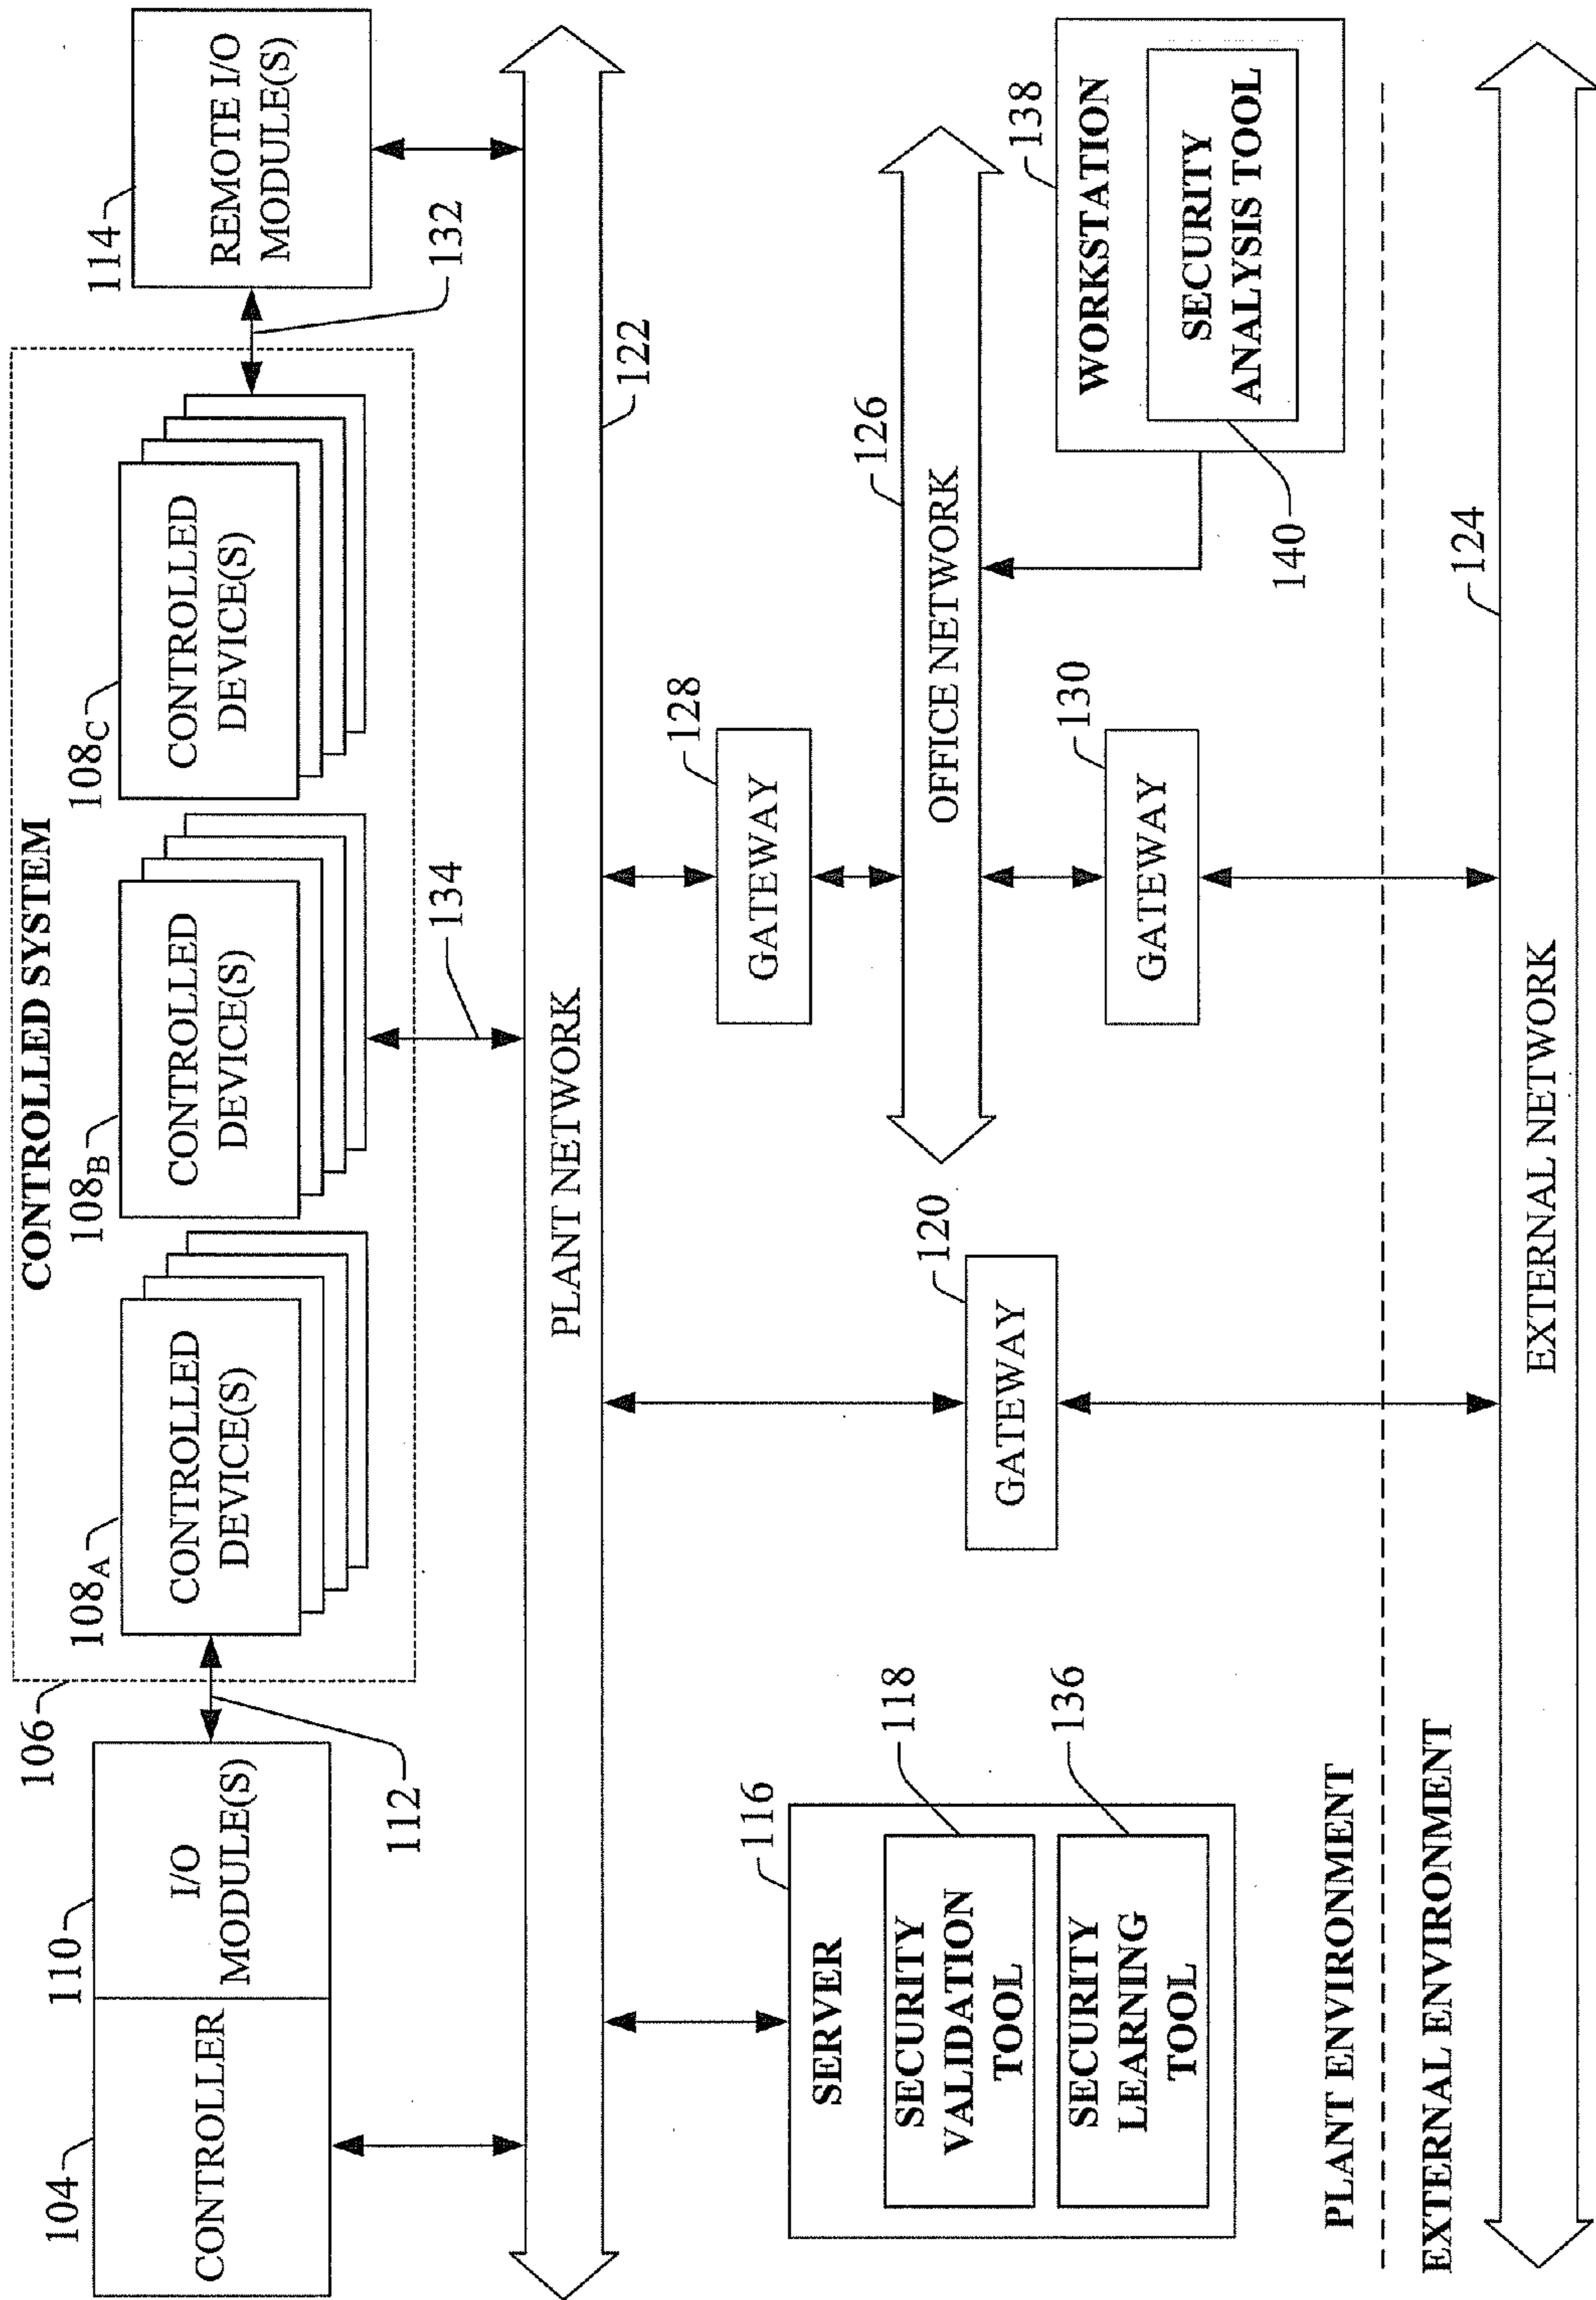 CONTROLLED SYSTEM
104
CONTROLLER
110
I/O
MODULE(S)
106
112
108A
CONTROLLED
DEVICE(S)
108B
CONTROLLED
DEVICE(S)
108C
CONTROLLED
DEVICE(S)
114
REMOTE I/O
MODULE(S)
132
134
PLANT NETWORK
122
116
SERVER
SECURITY
VALIDATION
TOOL
118
SECURITY
LEARNING
TOOL
136
120
GATEWAY
128
GATEWAY
126
OFFICE NETWORK
130
GATEWAY
138
WORKSTATION
SECURITY
ANALYSIS TOOL
140
PLANT ENVIRONMENT
EXTERNAL ENVIRONMENT
124
EXTERNAL NETWORK